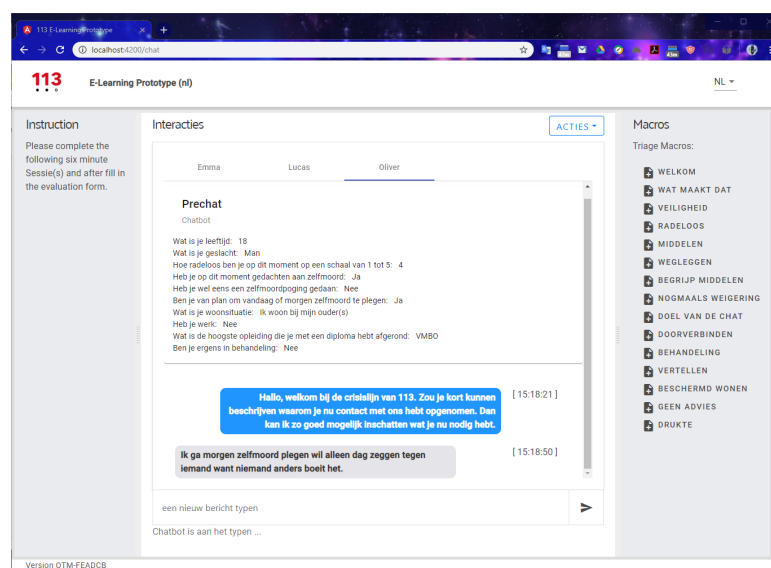 113 E-Learning Prototype
localhost:4200/chat
113
E-Learning Prototype (nl)
NL
Instruction
Please complete the
following six minute
Sessie(s) and after fill in
the evaluation form.
Interacties
ACTIES
Emma
Lucas
Oliver
Prechat
Chatbot
Wat is je leeftijd: 18
Wat is je geslacht: Man
Hoe radeloos ben je op dit moment op een schaal van 1 tot 5: 4
Heb je op dit moment gedachten aan zelfmoord: Ja
Heb je wel eens een zelfmoordpoging gedaan: Nee
Ben je van plan om vandaag of morgen zelfmoord te plegen: Ja
Wat is je woonsituatie: Ik woon bij mijn ouder(s)
Heb je werk: Nee
Wat is de hoogste opleiding die je met een diploma hebt afgerond: VMBO
Ben je ergens in behandeling: Nee
Hallo, welkom bij de crisislijn van 113. Zou je kort kunnen
beschrijven waarom je nu contact met ons hebt opgenomen. Dan
kan ik zo goed mogelijk inschatten wat je nu nodig hebt.
[ 15:18:21 ]
Ik ga morgen zelfmoord plegen wil alleen dag zeggen tegen
iemand want niemand anders boeit het.
[ 15:18:50 ]
een nieuw bericht typen
Chatbot is aan het typen ...
Macros
Triage Macros:
WELKOM
WAT MAAKT DAT
VEILIGHEID
RADELOOS
MIDDELEN
WEGLEGGEN
BEGRIJP MIDDELEN
NOGMAALS WEIGERING
DOEL VAN DE CHAT
DOORVERBINDEN
BEHANDELING
VERTELLEN
BESCHERMD WONEN
GEEN ADVIES
DRUKTE
Version OTM-FEADCB